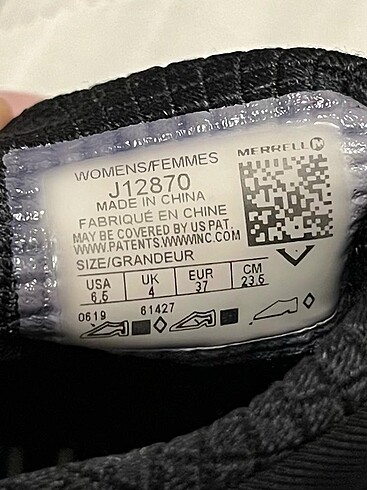 WOMENS/FEMMES
MERRELL
J12870
MADE IN CHINA
FABRIQUÉ EN CHINE
MAY BE COVERED BY US PAT.
WWW.PATENTS.WWWINC.COM
SIZE/GRANDEUR
USA UK EUR CM
6.5 4 37 23.5
0619 61427